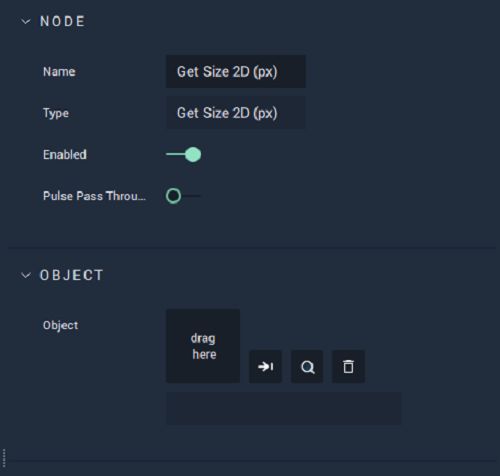 NODE
Name Get Size 2D (px)
Type Get Size 2D (px)
Enabled
Pulse Pass Throu...
OBJECT
Object
drag
here